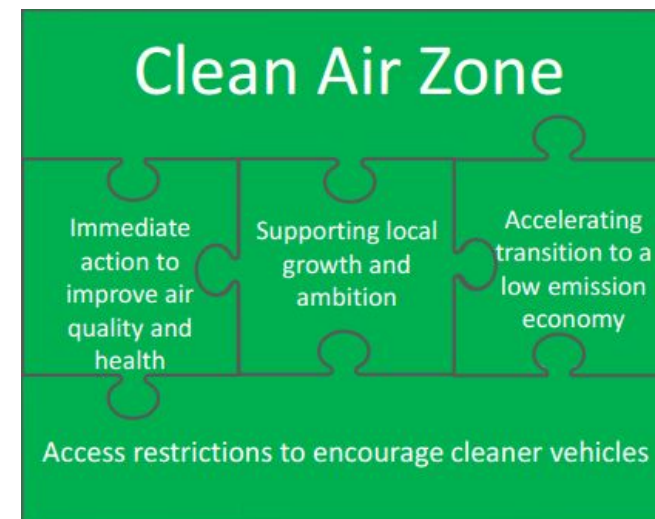 Clean Air Zone
Immediate
action to
improve air
quality and
health
Supporting local
growth and
ambition
Accelerating
transition to a
low emission
economy
Access restrictions to encourage cleaner vehicles